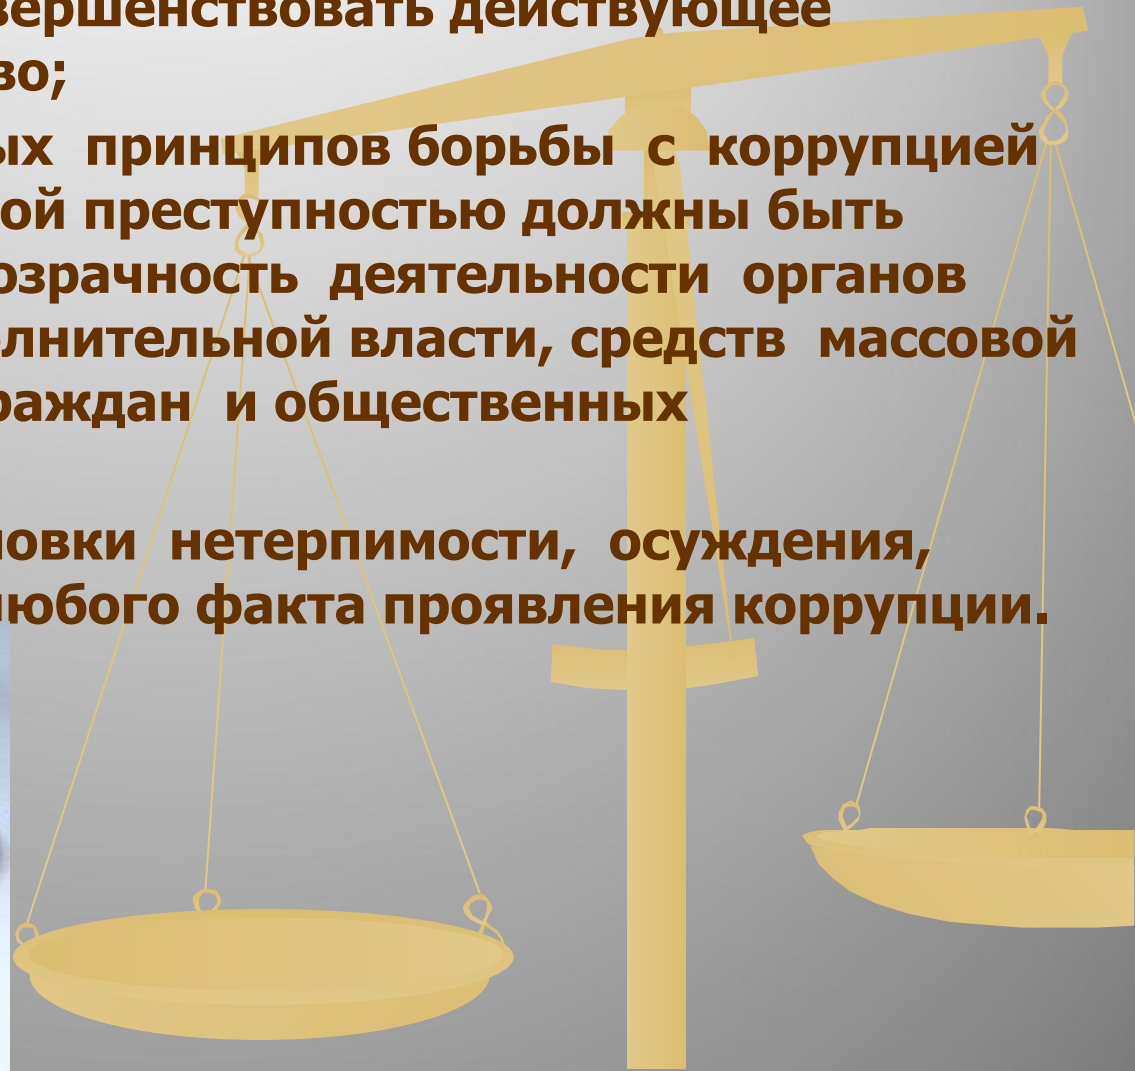 вершенствовать действующее
во;
ых принципов борьбы с коррупцией
ой преступностью должны быть
озрачность деятельности органов
лнительной власти, средств массовой
раждан и общественных
новки нетерпимости, осуждения,
любого факта проявления коррупции.